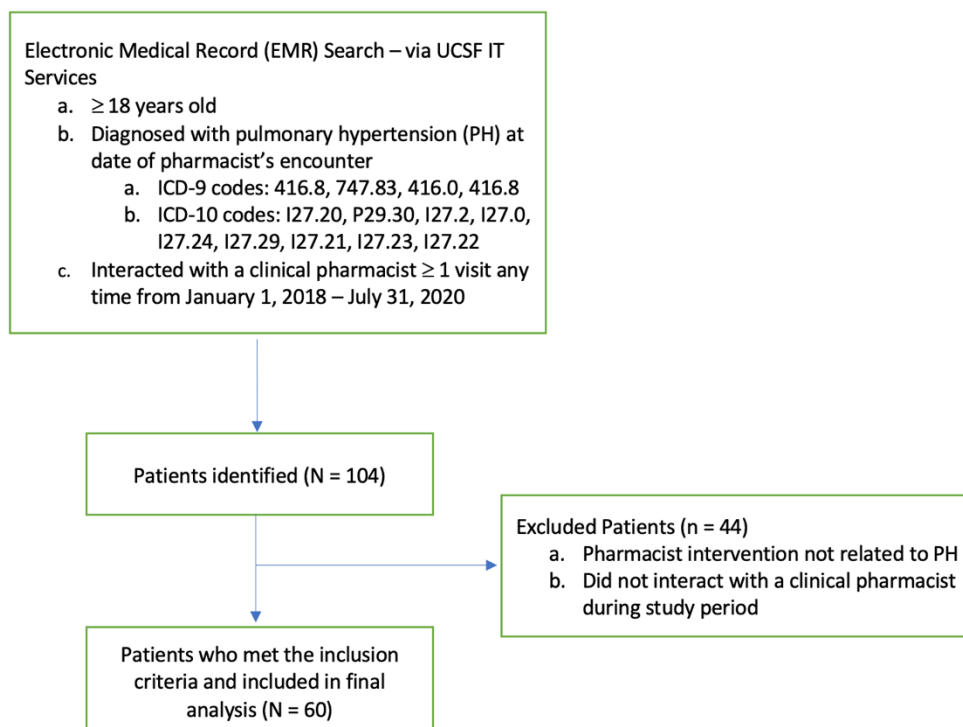 Electronic Medical Record (EMR) Search – via UCSF IT
Services
a. ≥ 18 years old
b. Diagnosed with pulmonary hypertension (PH) at
date of pharmacist's encounter
a. ICD-9 codes: 416.8, 747.83, 416.0, 416.8
b. ICD-10 codes: I27.20, P29.30, I27.2, I27.0,
I27.24, I27.29, I27.21, I27.23, I27.22
c. Interacted with a clinical pharmacist ≥ 1 visit any
time from January 1, 2018 – July 31, 2020
Patients identified (N = 104)
Excluded Patients (n = 44)
a. Pharmacist intervention not related to PH
b. Did not interact with a clinical pharmacist
during study period
Patients who met the inclusion
criteria and included in final
analysis (N = 60)